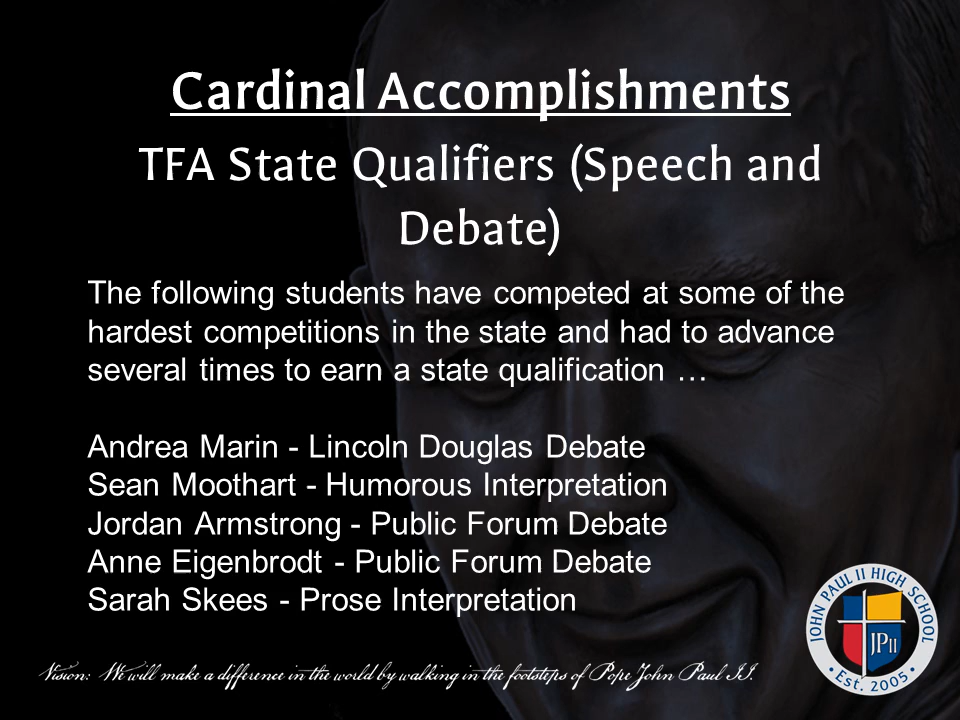 Cardinal Accomplishments
TFA State Qualifiers (Speech and
Debate)
The following students have competed at some of the
hardest competitions in the state and had to advance
several times to earn a state qualification …
Andrea Marin - Lincoln Douglas Debate
Sean Moothart - Humorous Interpretation
Jordan Armstrong - Public Forum Debate
Anne Eigenbrodt - Public Forum Debate
Sarah Skees - Prose Interpretation
JOHN PAUL II HIGH SCHOOL
JPII
• Est. 2005 •
Vision: We will make a difference in the world by walking in the footsteps of Pope John Paul II.